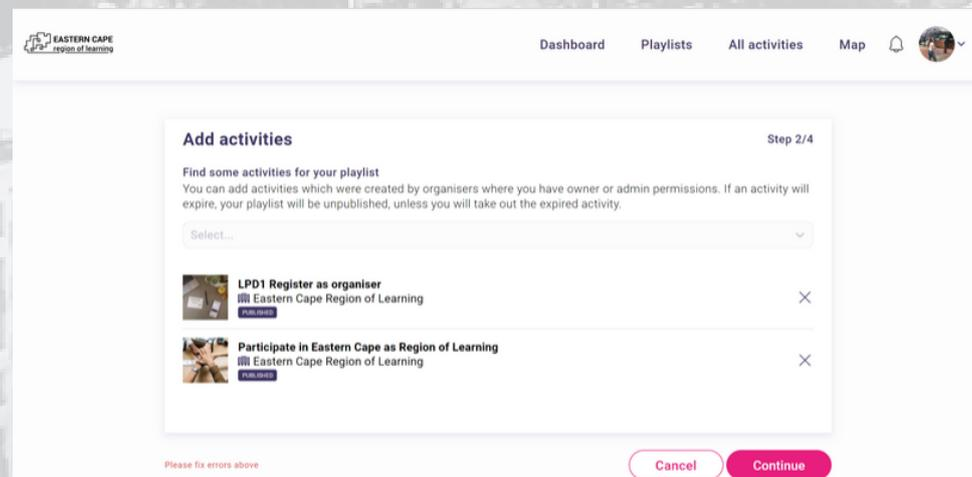 EASTERN CAPE
region of learning
Dashboard
Playlists
All activities
Map
Add activities
Step 2/4
Find some activities for your playlist
You can add activities which were created by organisers where you have owner or admin permissions. If an activity will
expire, your playlist will be unpublished, unless you will take out the expired activity.
Select...
LPD1 Register as organiser
Eastern Cape Region of Learning
PUBLISHED
Participate in Eastern Cape as Region of Learning
Eastern Cape Region of Learning
PUBLISHED
Please fix errors above
Cancel
Continue